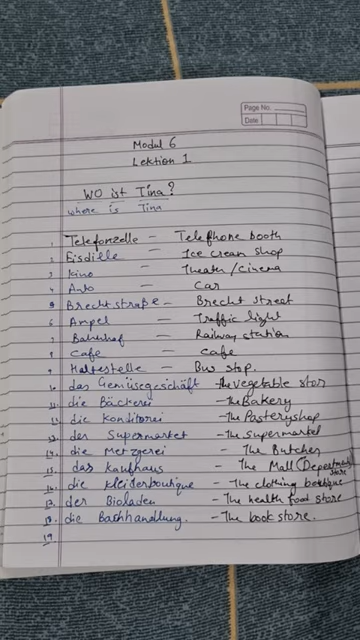 Page No:
Date
Modul 6
Lektion 1
WO ist Tina?
where is Tina
1. Telefonzelle - Telephone booth
2. Eisdielle - Ice cream shop
3. Kino - Theater/Cinema
4. Auto - Car
5. Brechtstraße - Brecht Street
6. Ampel - Traffic light
7. Bahnhof - Railway station
8. Cafe - cafe
9. Haltestelle - Bus stop.
10. das Gemüsegeschäft - the vegetable stor
11. die Bäckerei - The Bakery
12. die Konditorei - The Pasteryshop
13. der Supermarket - The Supermarket
14. die Metzgerei - The Butcher
15. das Kaufhaus - The Mall (Department store
16. die Kleiderboutique - The clothing boutique
17. der Bioladen - The health food store
18. die Bachhandlung. - The book store.
19.